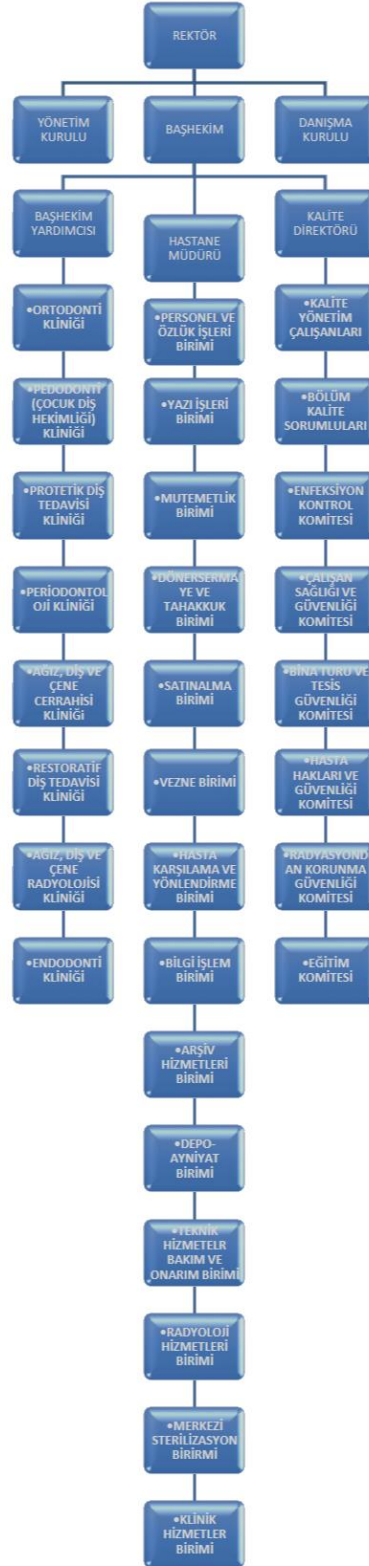 REKTÖR
YÖNETİM
KURULU
BAŞHEKİM
DANIŞMA
KURULU
BAŞHEKİM
YARDIMCISI
•ORTODONTİ
KLİNİĞİ
•PEDODONTİ
(ÇOCUK DİŞ
HEKİMLİĞİ)
KLİNİĞİ
•PROTETİK DİŞ
TEDAVİSİ
KLİNİĞİ
•PERİODONTOL
OJİ KLİNİĞİ
•AĞIZ, DİŞ VE
ÇENE
CERRAHİSİ
KLİNİĞİ
•RESTORATİF
DİŞ TEDAVİSİ
KLİNİĞİ
•AĞIZ, DİŞ VE
ÇENE
RADYOLOJİSİ
KLİNİĞİ
•ENDODONTİ
KLİNİĞİ
HASTANE
MÜDÜRÜ
•PERSONEL VE
ÖZLÜK İŞLERİ
BİRİMİ
•YAZI İŞLERİ
BİRİMİ
•MUTEMETLİK
BİRİMİ
•DÖNERSERMA
YE VE
TAHAKKUK
BİRİMİ
•SATINALMA
BİRİMİ
•VEZNE BİRİMİ
•HASTA
KARŞILAMA VE
YÖNLENDİRME
BİRİMİ
•BİLGİ İŞLEM
BİRİMİ
•ARŞİV
HİZMETLERİ
BİRİMİ
•DEPO-
AYNİYAT
BİRİMİ
•TEKNİK
HİZMETELR
BAKIM VE
ONARIM BİRİMİ
•RADYOLOJİ
HİZMETLERİ
BİRİMİ
•MERKEZİ
STERİLİZASYON
BİRİRMİ
•KLİNİK
HİZMETLER
BİRİMİ
KALİTE
DİREKTÖRÜ
•KALİTE
YÖNETİM
ÇALIŞANLARI
•BÖLÜM
KALİTE
SORUMLULARI
•ENFEKSİYON
KONTROL
KOMİTESİ
•ÇALIŞAN
SAĞLIĞI VE
GÜVENLİĞİ
KOMİTESİ
•BİNA TURU VE
TESİS
GÜVENLİĞİ
KOMİTESİ
•HASTA
HAKLARI VE
GÜVENLİĞİ
KOMİTESİ
•RADYASYOND
AN KORUNMA
GÜVENLİĞİ
KOMİTESİ
•EĞİTİM
KOMİTESİ